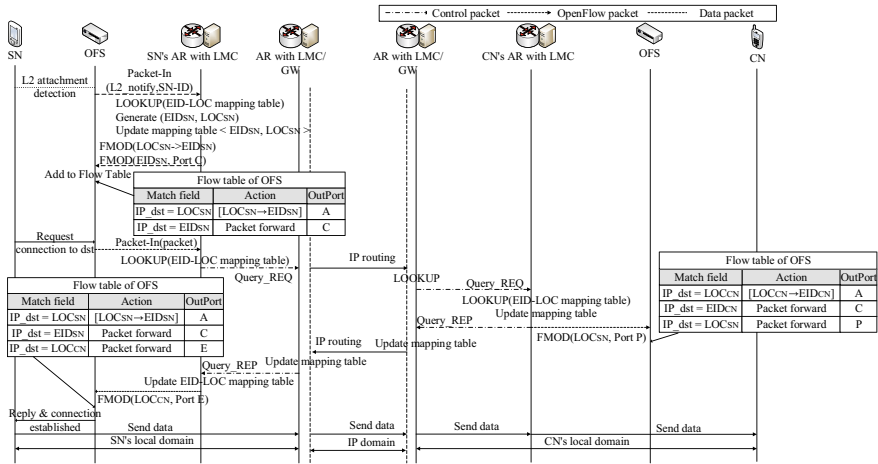 Control packet
OpenFlow packet
Data packet
SN
OFS
SN's AR with LMC
AR with LMC/
GW
AR with LMC/
GW
CN's AR with LMC
OFS
CN
L2 attachment
detection
Packet-In
(L2_notify,SN-ID)
LOOKUP(EID-LOC mapping table)
Generate (EIDSN, LOCSN)
Update mapping table < EIDSN, LOCSN >
FMOD(LOCSN->EIDSN)
FMOD(EIDSN, Port C)
Add to Flow Table
Flow table of OFS
Match field Action OutPort
IP_dst = LOCSN [LOCSN→EIDSN] A
IP_dst = EIDSN Packet forward C
Request
connection to dst
Packet-In(packet)
LOOKUP(EID-LOC mapping table)
Query_REQ
IP routing
LOOKUP
Query_REQ
LOOKUP(EID-LOC mapping table)
Update mapping table
Query_REP
FMOD(LOCSN, Port P)
Flow table of OFS
Match field Action OutPort
IP_dst = LOCCN [LOCCN→EIDCN] A
IP_dst = EIDCN Packet forward C
IP_dst = LOCSN Packet forward P
Flow table of OFS
Match field Action OutPort
IP_dst = LOCSN [LOCSN→EIDSN] A
IP_dst = EIDSN Packet forward C
IP_dst = LOCCN Packet forward E
IP routing
Update mapping table
Update mapping table
Query_REP
Update EID-LOC mapping table
FMOD(LOCCN, Port E)
Reply & connection
established
Send data
Send data
Send data
Send data
SN's local domain
IP domain
CN's local domain